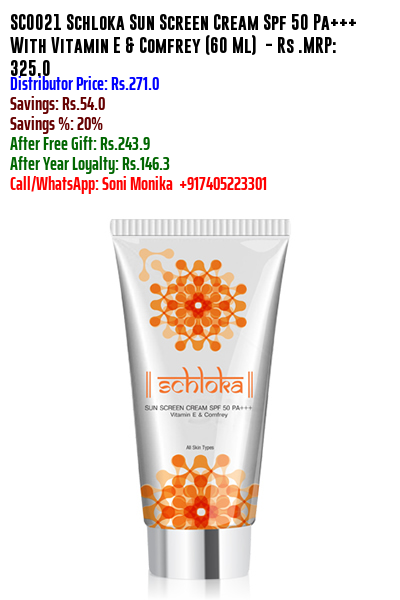 SC0021 Schloka Sun Screen Cream Spf 50 Pa+++
With Vitamin E & Comfrey (60 Ml) - Rs .MRP:
325.0
Distributor Price: Rs.271.0
Savings: Rs.54.0
Savings %: 20%
After Free Gift: Rs.243.9
After Year Loyalty: Rs.146.3
Call/WhatsApp: Soni Monika +917405223301
schloka
SUN SCREEN CREAM SPF 50 PA+++
Vitamin E & Comfrey
All Skin Types